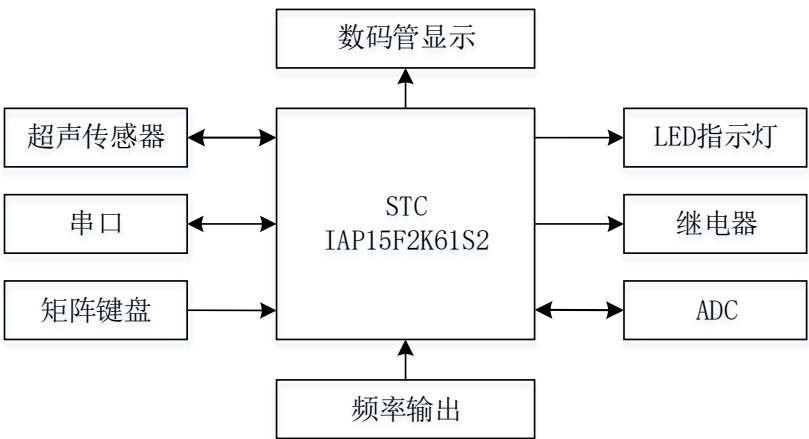 数码管显示
超声传感器
LED指示灯
STC
IAP15F2K61S2
串口
继电器
矩阵键盘
ADC
频率输出